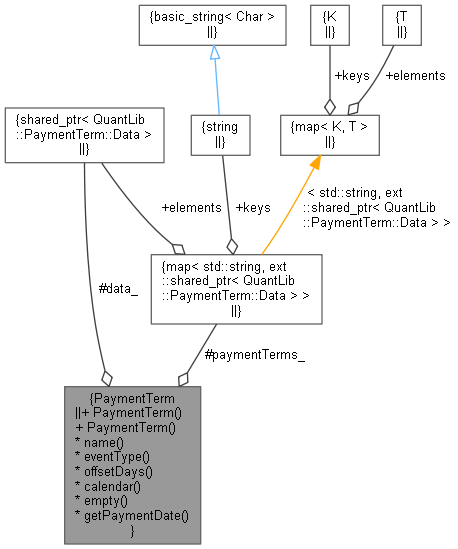 {basic_string< Char >
||}
{K
||}
{T
||}
+keys
+elements
{shared_ptr< QuantLib
::PaymentTerm::Data >
||}
{string
||}
{map< K, T >
||}
+elements
+keys
< std::string, ext
::shared_ptr< QuantLib
::PaymentTerm::Data > >
{map< std::string, ext
::shared_ptr< QuantLib
::PaymentTerm::Data > >
||}
#data_
#paymentTerms_
{PaymentTerm
||+ PaymentTerm()
+ PaymentTerm()
* name()
* eventType()
* offsetDays()
* calendar()
* empty()
* getPaymentDate()
}